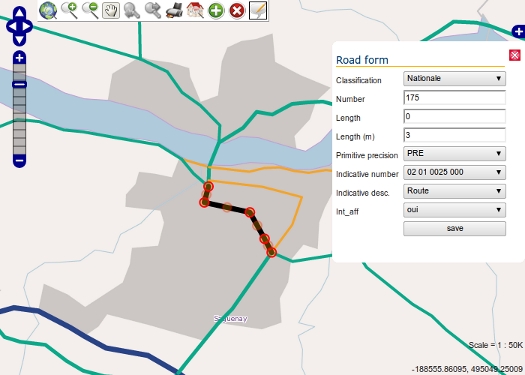 Road form
Classification Nationale
Number 175
Length 0
Length (m) 3
Primitive precision PRE
Indicative number 02 01 0025 000
Indicative desc. Route
Int_aff oui
save
Saguenay
Scale = 1 : 50K
-188555.86095, 495049.25009